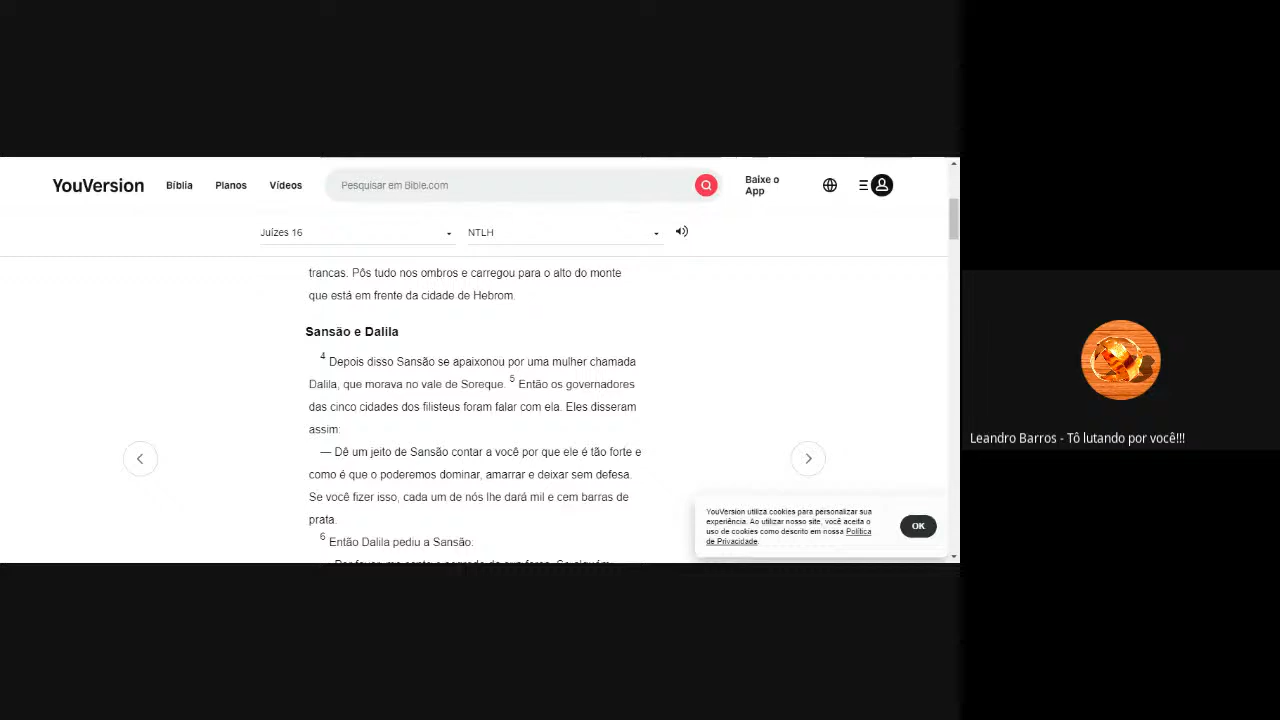 YouVersion Bíblia Planos Vídeos Pesquisar em Bible.com Baixe o App
Juízes 16 NTLH
trancas. Pôs tudo nos ombros e carregou para o alto do monte
que está em frente da cidade de Hebrom.
Sansão e Dalila
4 Depois disso Sansão se apaixonou por uma mulher chamada
Dalila, que morava no vale de Soreque. 5 Então os governadores
das cinco cidades dos filisteus foram falar com ela. Eles disseram
assim:
— Dê um jeito de Sansão contar a você por que ele é tão forte e
como é que o poderemos dominar, amarrar e deixar sem defesa.
Se você fizer isso, cada um de nós lhe dará mil e cem barras de
prata.
6 Então Dalila pediu a Sansão:
YouVersion utiliza cookies para personalizar sua
experiência. Ao utilizar nosso site, você aceita o
uso de cookies como descrito em nossa Política
de Privacidade.
OK
Leandro Barros - Tô lutando por você!!!